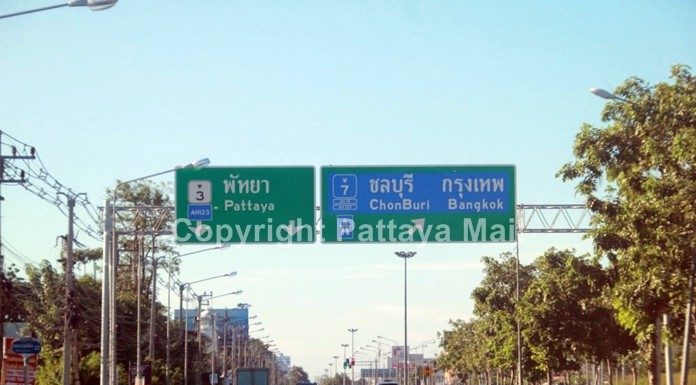 3
พัทยา
Pattaya
AH123
7
ชลบุรี กรุงเทพ
ChonBuri Bangkok
Copyright Pattaya Mai